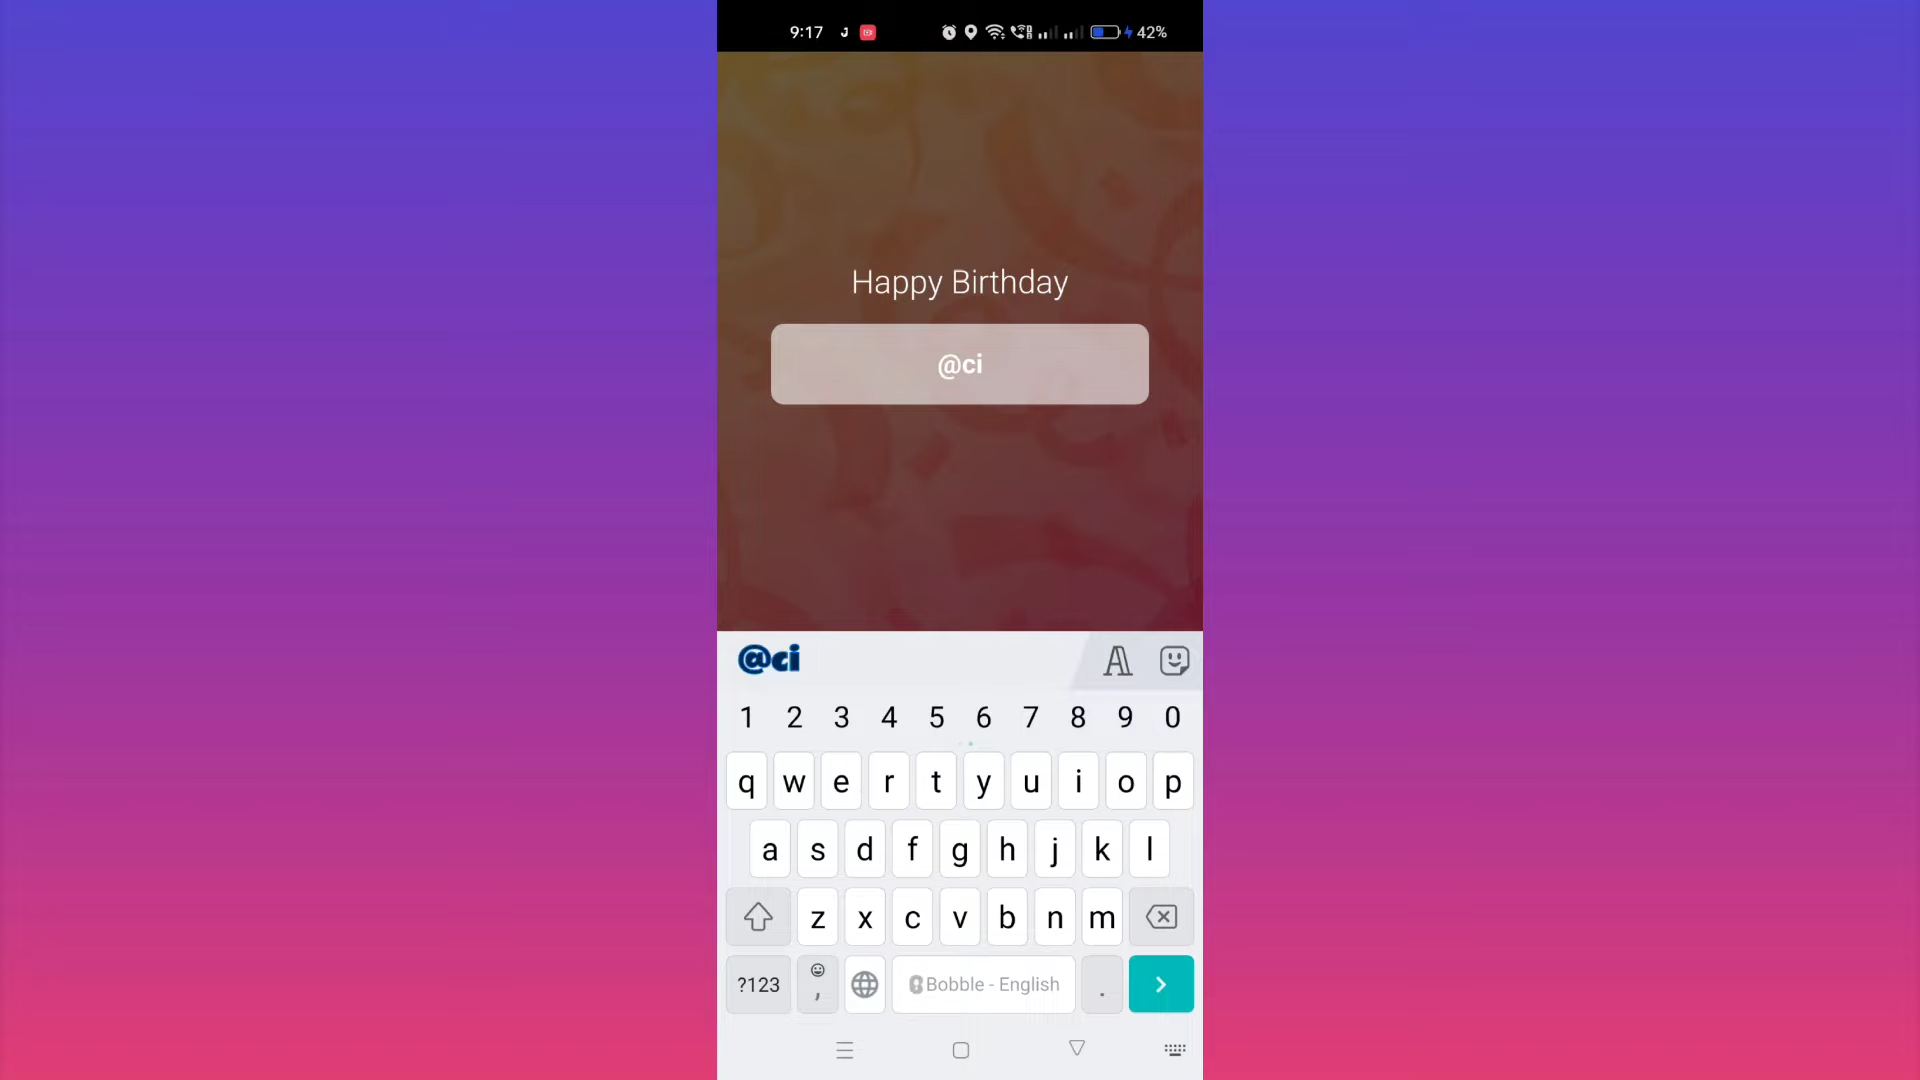 9:17 42%
Happy Birthday
@ci
@ci
1 2 3 4 5 6 7 8 9 0
q w e r t y u i o p
a s d f g h j k l
z x c v b n m
?123 , Bobble - English .